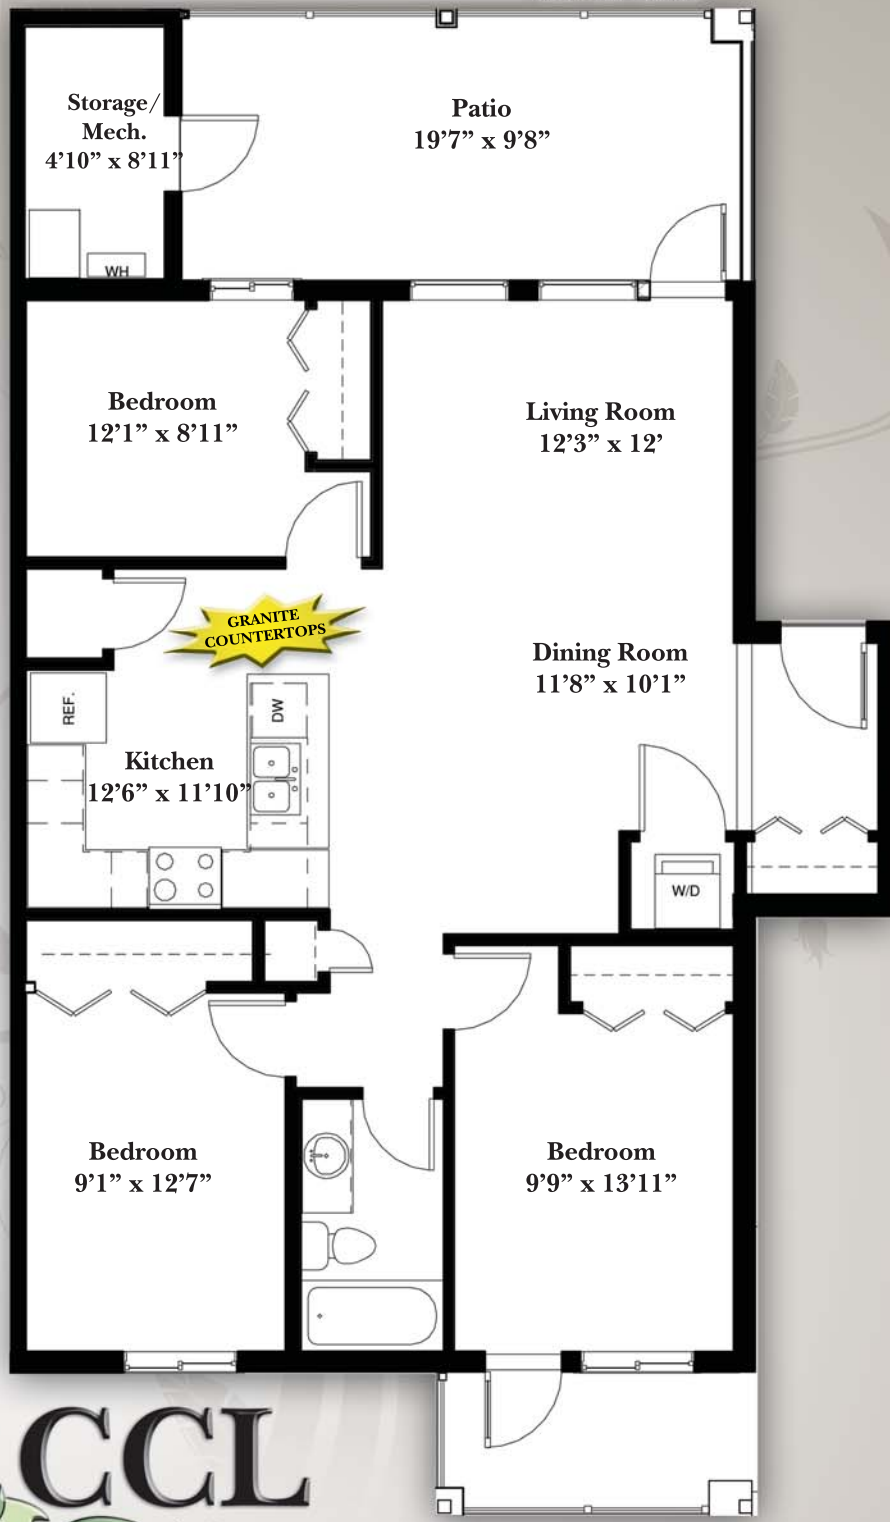 Storage/
Mech.
4'10” x 8'11”
Patio
19'7” x 9'8”
WH
Bedroom
12'1” x 8'11”
Living Room
12'3” x 12'
GRANITE
COUNTERTOPS
Dining Room
11'8” x 10'1”
REF.
DW
Kitchen
12'6” x 11'10”
W/D
Bedroom
9'1” x 12'7”
Bedroom
9'9” x 13'11”
CCL